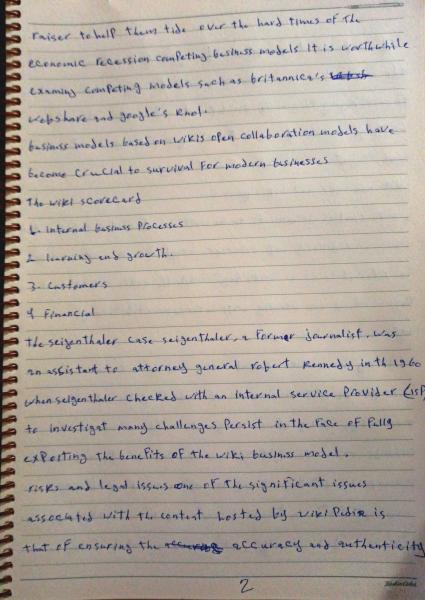 raiser to help them tide over the hard times of the
economic recession competing business models It is worthwhile
examing competing models such as britannica's
webshare and google's knol.
business models based on wikis open collaboration models have
become crucial to survival for modern businesses
The wiki scorecard
1. Internal business Processes
2 learning and growth.
3. Customers
4 Financial
the seigenthaler case seigenthaler, a former journalist, was
an assistant to attorney general robert Kennedy in th 1960
when seigenthaler checked with an internal service Provider (ISP
to investigat many challenges Persist in the face of fully
exploiting the benefits of the wiki business model.
risks and legal issues one of the significant issues
associated with the content hosted by wikipedia is
that of ensuring the accuracy and authenticity
2